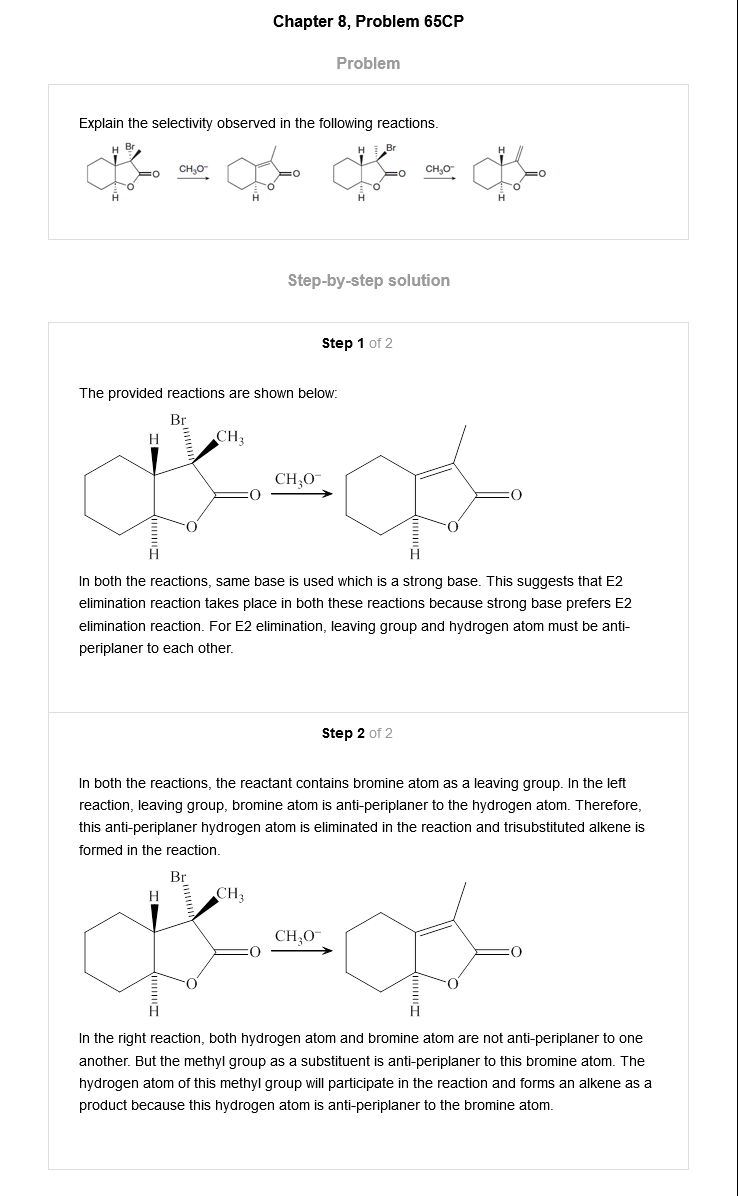 Chapter 8, Problem 65CP
Problem
Explain the selectivity observed in the following reactions.
H Br O O H CH3O⁻ O O H H Br O O H CH3O⁻ H O O H
Step-by-step solution
Step 1 of 2
The provided reactions are shown below:
Br
H CH3
CH3O⁻
O O
O O
H H
In both the reactions, same base is used which is a strong base. This suggests that E2
elimination reaction takes place in both these reactions because strong base prefers E2
elimination reaction. For E2 elimination, leaving group and hydrogen atom must be anti-
periplaner to each other.
Step 2 of 2
In both the reactions, the reactant contains bromine atom as a leaving group. In the left
reaction, leaving group, bromine atom is anti-periplaner to the hydrogen atom. Therefore,
this anti-periplaner hydrogen atom is eliminated in the reaction and trisubstituted alkene is
formed in the reaction.
Br
H CH3
CH3O⁻
O O
O O
H H
In the right reaction, both hydrogen atom and bromine atom are not anti-periplaner to one
another. But the methyl group as a substituent is anti-periplaner to this bromine atom. The
hydrogen atom of this methyl group will participate in the reaction and forms an alkene as a
product because this hydrogen atom is anti-periplaner to the bromine atom.